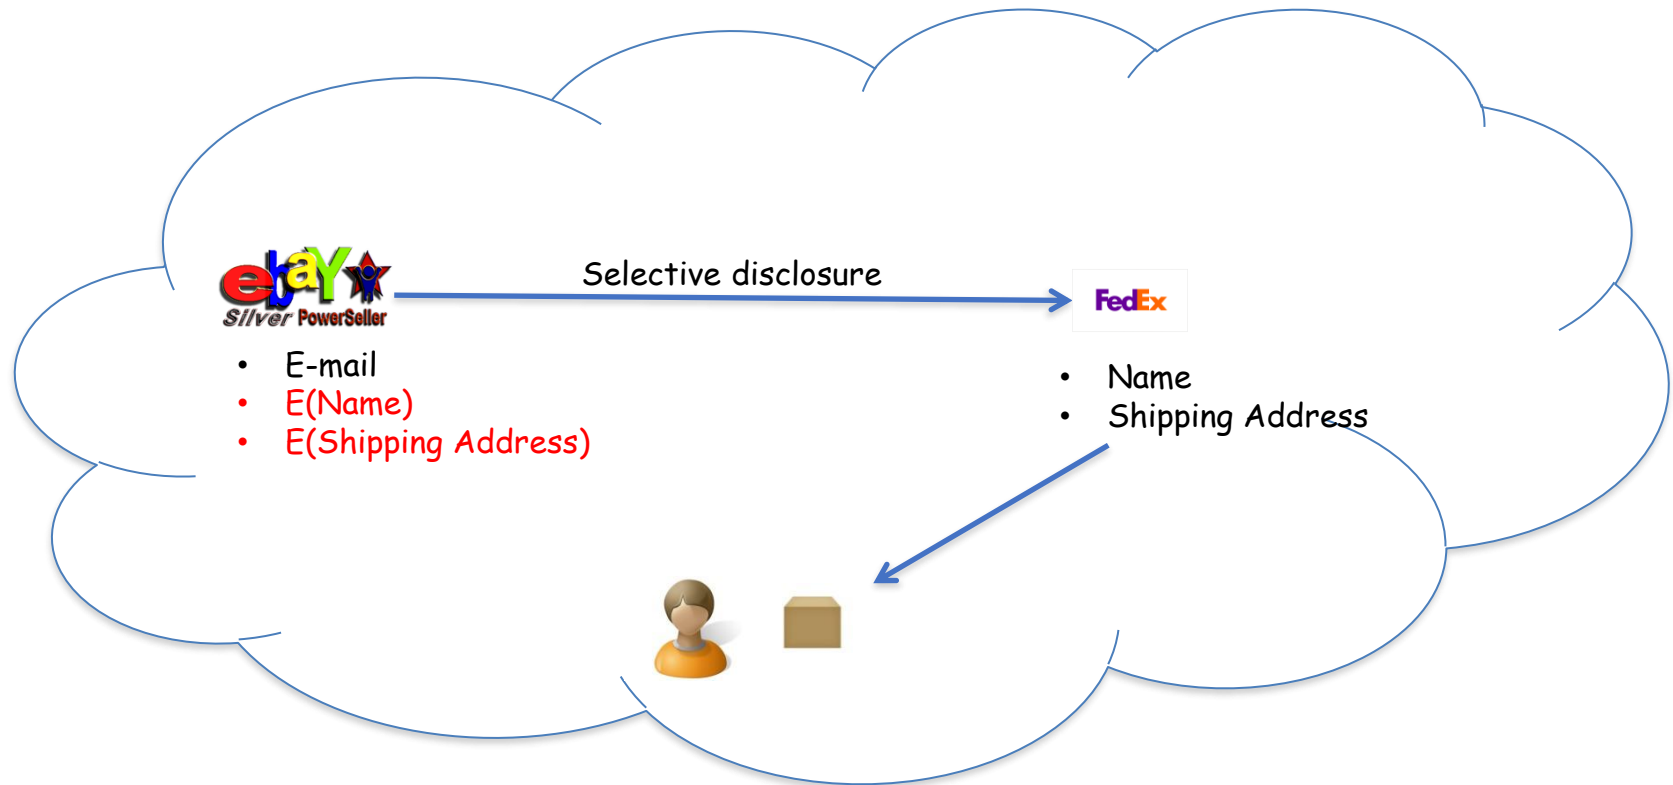 ebaY
Silver PowerSeller
Selective disclosure
FedEx
• E-mail
• E(Name)
• E(Shipping Address)
• Name
• Shipping Address